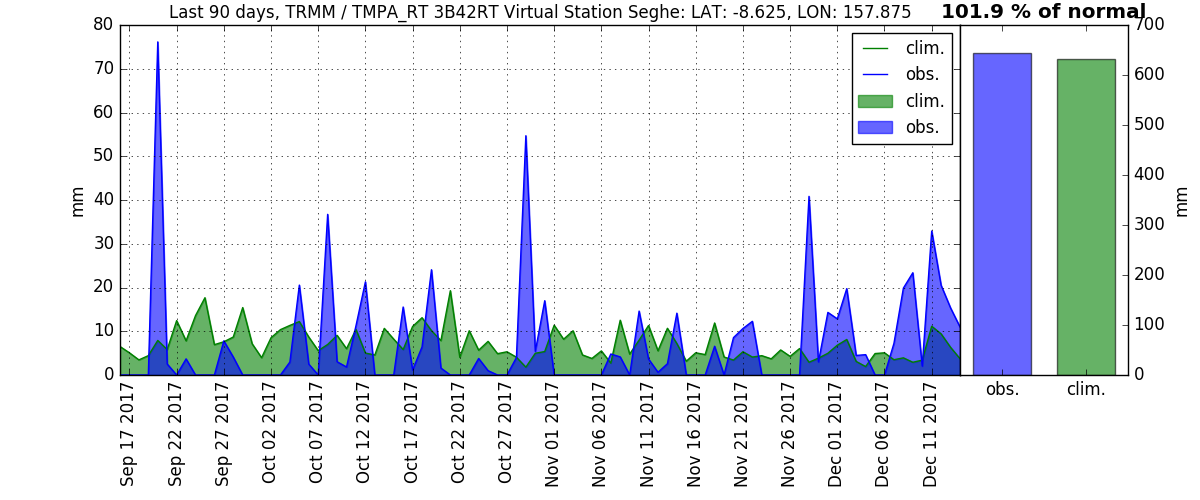 Last 90 days, TRMM / TMPA_RT 3B42RT Virtual Station Seghe: LAT: -8.625, LON: 157.875
101.9 % of normal
80
70
60
50
40
30
20
10
0
mm
clim.
obs.
clim.
obs.
Sep 17 2017
Sep 22 2017
Sep 27 2017
Oct 02 2017
Oct 07 2017
Oct 12 2017
Oct 17 2017
Oct 22 2017
Oct 27 2017
Nov 01 2017
Nov 06 2017
Nov 11 2017
Nov 16 2017
Nov 21 2017
Nov 26 2017
Dec 01 2017
Dec 06 2017
Dec 11 2017
700
600
500
400
300
200
100
0
mm
obs.
clim.